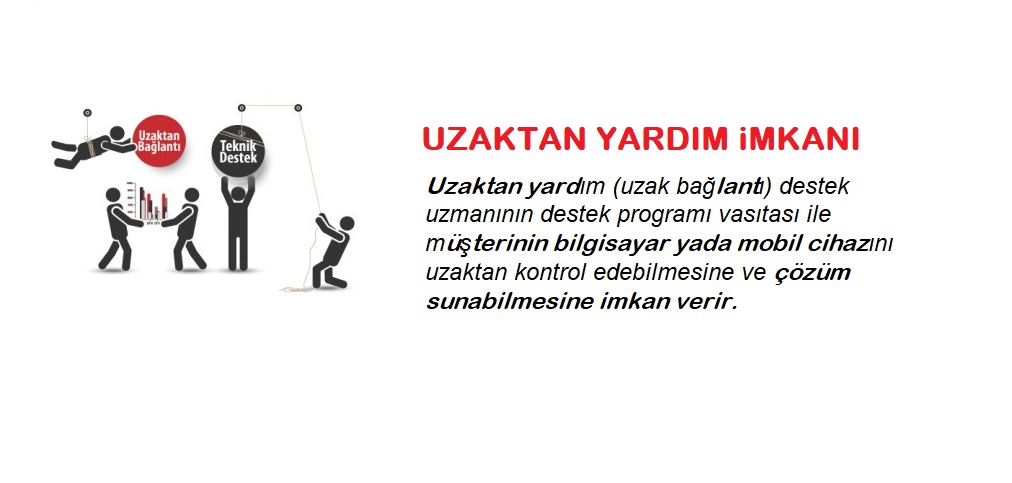 Uzaktan
Bağlantı
Teknik
Destek
UZAKTAN YARDIM iMKANI
Uzaktan yardım (uzak bağlantı) destek
uzmanının destek programı vasıtası ile
müşterinin bilgisayar yada mobil cihazını
uzaktan kontrol edebilmesine ve çözüm
sunabilmesine imkan verir.